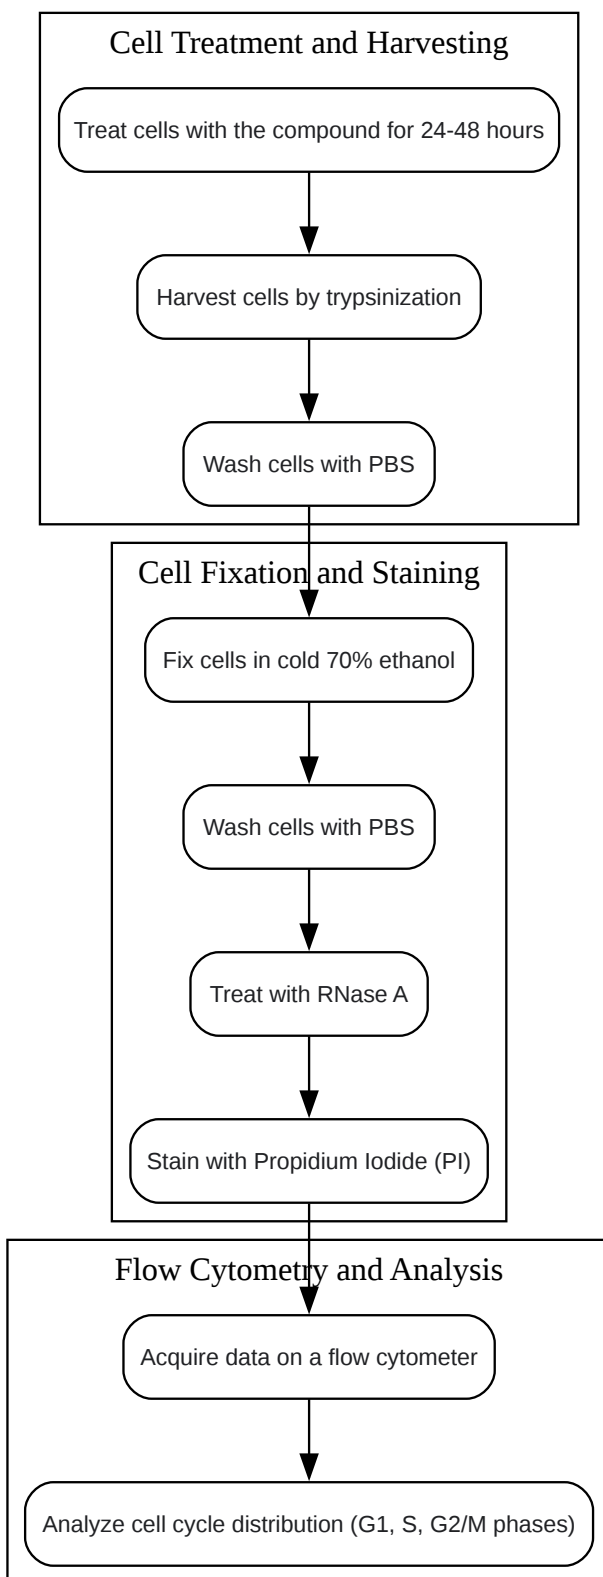 Cell Treatment and Harvesting
Treat cells with the compound for 24-48 hours
Harvest cells by trypsinization
Wash cells with PBS
Cell Fixation and Staining
Fix cells in cold 70% ethanol
Wash cells with PBS
Treat with RNase A
Stain with Propidium Iodide (PI)
Flow Cytometry and Analysis
Acquire data on a flow cytometer
Analyze cell cycle distribution (G1, S, G2/M phases)